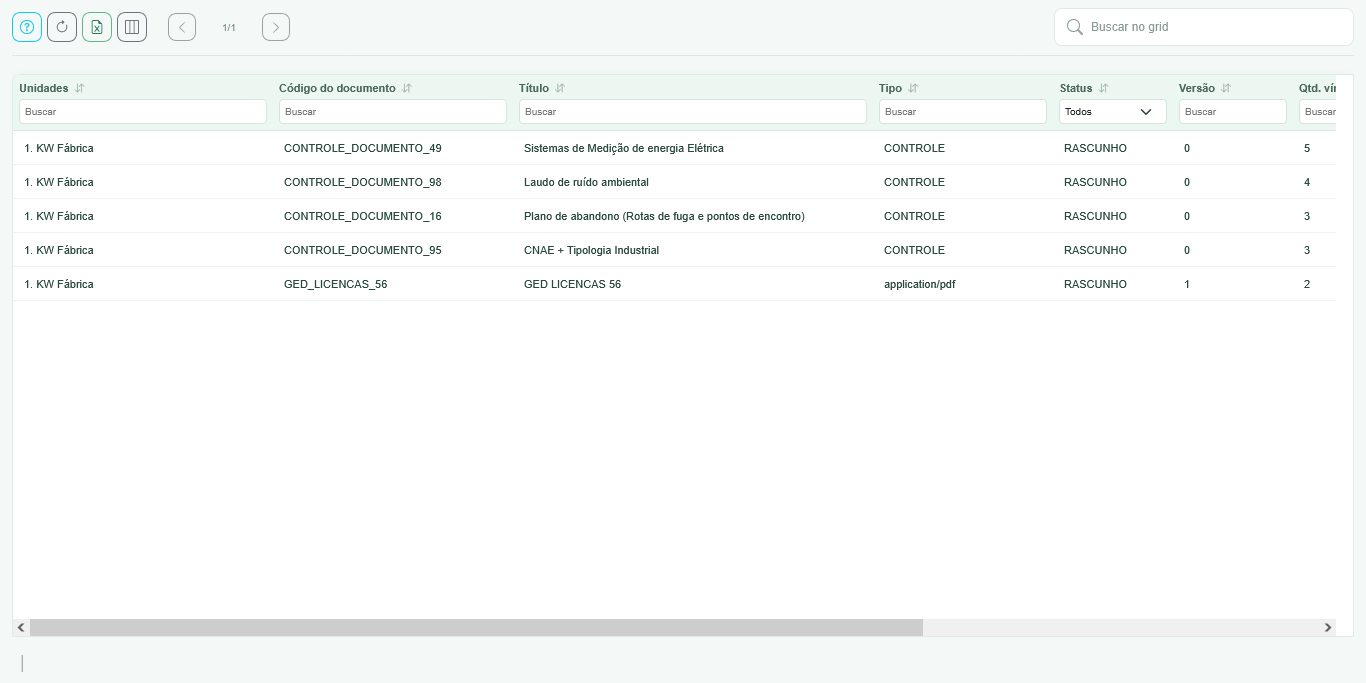 1/1
Buscar no grid
Unidades Código do documento Título Tipo Status Versão Qtd. vín
Buscar Buscar Buscar Buscar Todos Buscar Buscar
1. KW Fábrica CONTROLE_DOCUMENTO_49 Sistemas de Medição de energia Elétrica CONTROLE RASCUNHO 0 5
1. KW Fábrica CONTROLE_DOCUMENTO_98 Laudo de ruído ambiental CONTROLE RASCUNHO 0 4
1. KW Fábrica CONTROLE_DOCUMENTO_16 Plano de abandono (Rotas de fuga e pontos de encontro) CONTROLE RASCUNHO 0 3
1. KW Fábrica CONTROLE_DOCUMENTO_95 CNAE + Tipologia Industrial CONTROLE RASCUNHO 0 3
1. KW Fábrica GED_LICENCAS_56 GED LICENCAS 56 application/pdf RASCUNHO 1 2